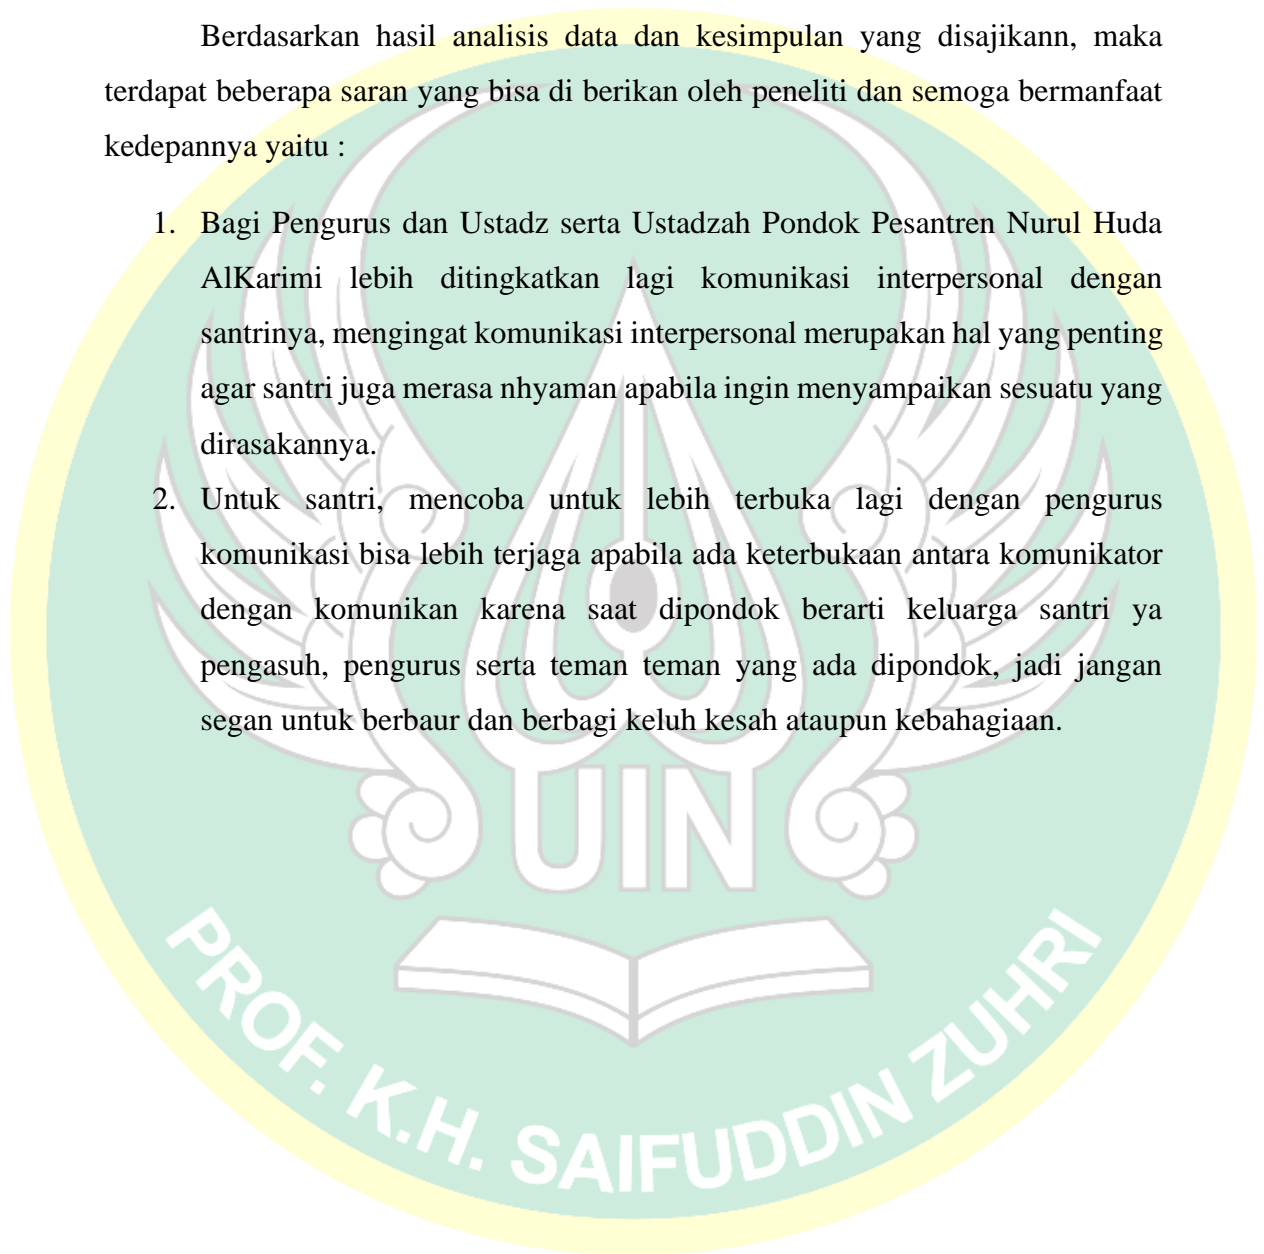 Berdasarkan hasil analisis data dan kesimpulan yang disajikann, maka
terdapat beberapa saran yang bisa di berikan oleh peneliti dan semoga bermanfaat
kedepannya yaitu :
1. Bagi Pengurus dan Ustadz serta Ustadzah Pondok Pesantren Nurul Huda
AlKarimi lebih ditingkatkan lagi komunikasi interpersonal dengan
santrinya, mengingat komunikasi interpersonal merupakan hal yang penting
agar santri juga merasa nhyaman apabila ingin menyampaikan sesuatu yang
dirasakannya.
2. Untuk santri, mencoba untuk lebih terbuka lagi dengan pengurus
komunikasi bisa lebih terjaga apabila ada keterbukaan antara komunikator
dengan komunikan karena saat dipondok berarti keluarga santri ya
pengasuh, pengurus serta teman teman yang ada dipondok, jadi jangan
segan untuk berbaur dan berbagi keluh kesah ataupun kebahagiaan.
UIN
PROF. K.H. SAIFUDDIN ZUHRI